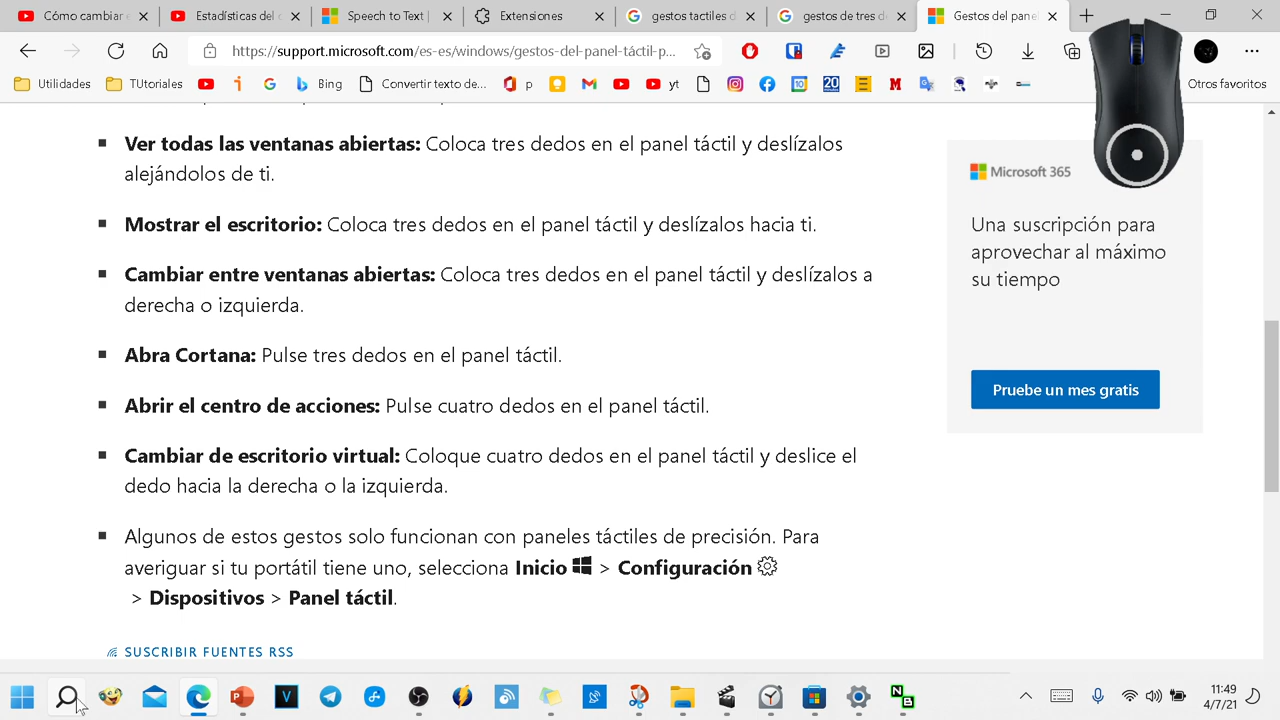 Cómo cambiar e
Estadísticas del c
Speech to Text |
Extensiones
gestos tactiles d
gestos de tres de
Gestos del pane
https://support.microsoft.com/es-es/windows/gestos-del-panel-táctil-p...
Utilidades
TUtoriales
Bing
Convertir texto de...
p
yt
Otros favoritos
Ver todas las ventanas abiertas: Coloca tres dedos en el panel táctil y deslízalos
alejándolos de ti.
Mostrar el escritorio: Coloca tres dedos en el panel táctil y deslízalos hacia ti.
Cambiar entre ventanas abiertas: Coloca tres dedos en el panel táctil y deslízalos a
derecha o izquierda.
Abra Cortana: Pulse tres dedos en el panel táctil.
Abrir el centro de acciones: Pulse cuatro dedos en el panel táctil.
Cambiar de escritorio virtual: Coloque cuatro dedos en el panel táctil y deslice el
dedo hacia la derecha o la izquierda.
Algunos de estos gestos solo funcionan con paneles táctiles de precisión. Para
averiguar si tu portátil tiene uno, selecciona Inicio > Configuración
> Dispositivos > Panel táctil.
SUSCRIBIR FUENTES RSS
Microsoft 365
Una suscripción para
aprovechar al máximo
su tiempo
Pruebe un mes gratis
11:49
4/7/21